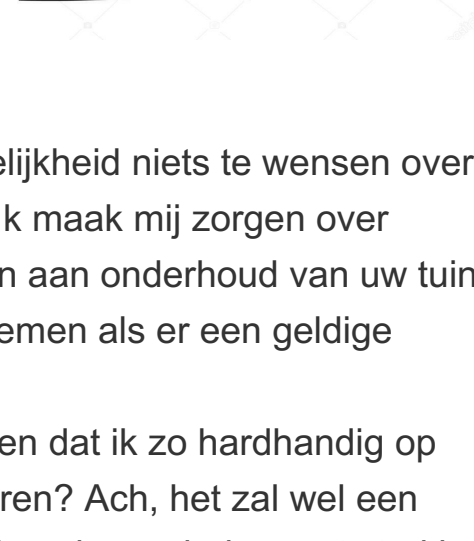 elijkheid niets te wensen over
k maak mij zorgen over
n aan onderhoud van uw tuin
emen als er een geldige
en dat ik zo hardhandig op
ren? Ach, het zal wel een